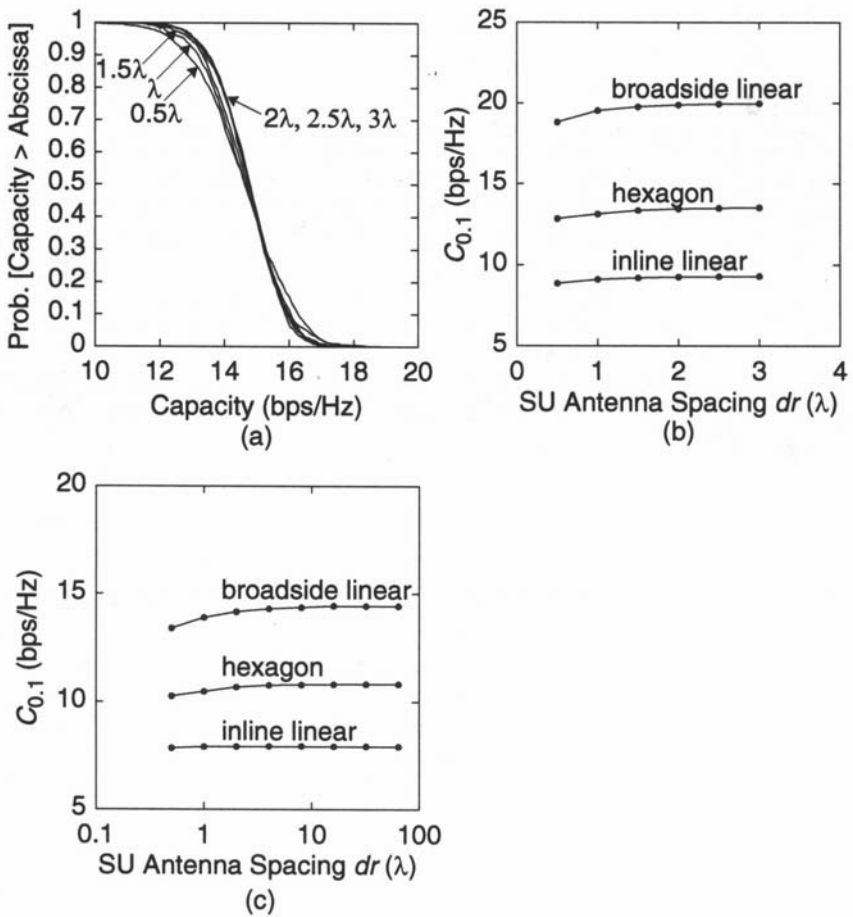 Prob. [Capacity > Abscissa]
1
0.9
0.8
0.7
0.6
0.5
0.4
0.3
0.2
0.1
0
1.5λ
λ
0.5λ
2λ, 2.5λ, 3λ
10 12 14 16 18 20
Capacity (bps/Hz)
(a)
C0.1 (bps/Hz)
25
20
15
10
5
broadside linear
hexagon
inline linear
0 1 2 3 4
SU Antenna Spacing dr (λ)
(b)
C0.1 (bps/Hz)
20
15
10
5
broadside linear
hexagon
inline linear
0.1 1 10 100
SU Antenna Spacing dr (λ)
(c)